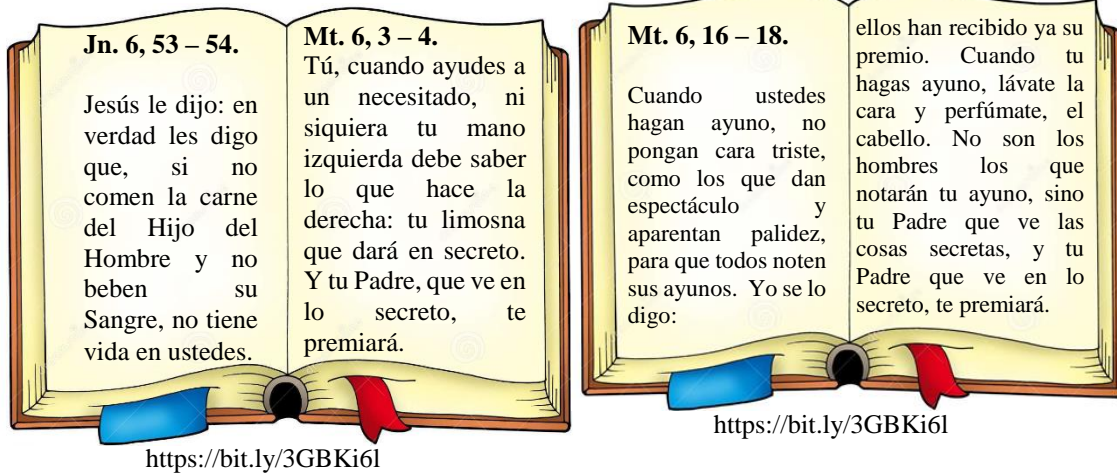 Jn. 6, 53 – 54.
Jesús le dijo: en
verdad les digo
que, si no
comen la carne
del Hijo del
Hombre y no
beben su
Sangre, no tiene
vida en ustedes.
Mt. 6, 3 – 4.
Tú, cuando ayudes a
un necesitado, ni
siquiera tu mano
izquierda debe saber
lo que hace la
derecha: tu limosna
que dará en secreto.
Y tu Padre, que ve en
lo secreto, te
premiará.
https://bit.ly/3GBKi6l
Mt. 6, 16 – 18.
Cuando ustedes
hagan ayuno, no
pongan cara triste,
como los que dan
espectáculo y
aparentan palidez,
para que todos noten
sus ayunos. Yo se lo
digo:
ellos han recibido ya su
premio. Cuando tu
hagas ayuno, lávate la
cara y perfúmate, el
cabello. No son los
hombres los que
notarán tu ayuno, sino
tu Padre que ve las
cosas secretas, y tu
Padre que ve en lo
secreto, te premiará.
https://bit.ly/3GBKi6l